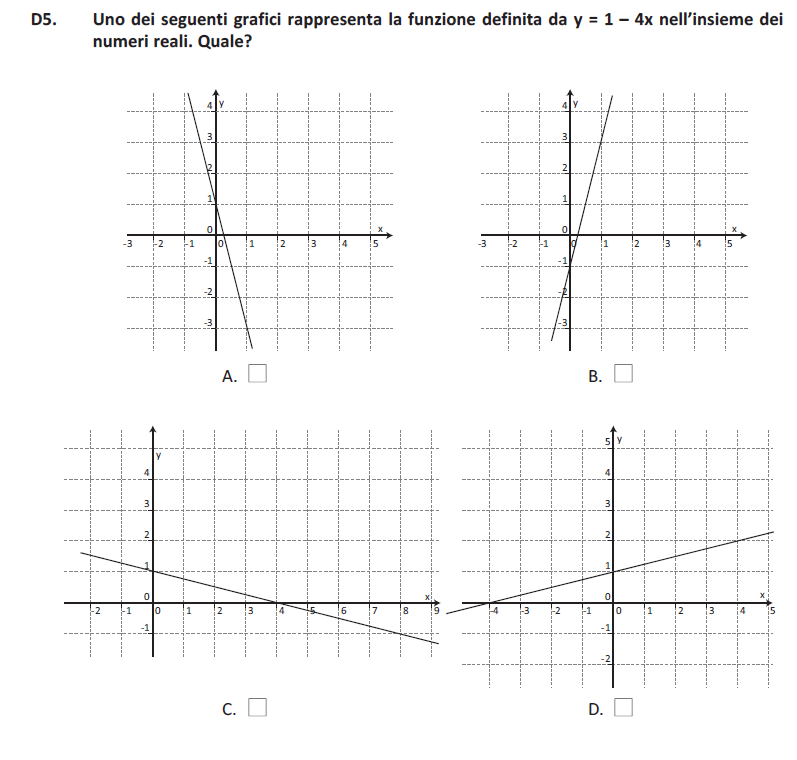 D5. Uno dei seguenti grafici rappresenta la funzione definita da y = 1 – 4x nell'insieme dei
numeri reali. Quale?
4 y
3
2
1
0 x
-3 -2 -1 0 1 2 3 4 5
-1
-2
-3
A.
4 y
3
2
1
0 x
-3 -2 -1 0 1 2 3 4 5
-1
-2
-3
B.
y
4
3
2
1
0 x
-2 -1 0 1 2 3 4 5 6 7 8 9
-1
C.
5 y
4
3
2
1
0 x
-4 -3 -2 -1 0 1 2 3 4 5
-1
-2
D.